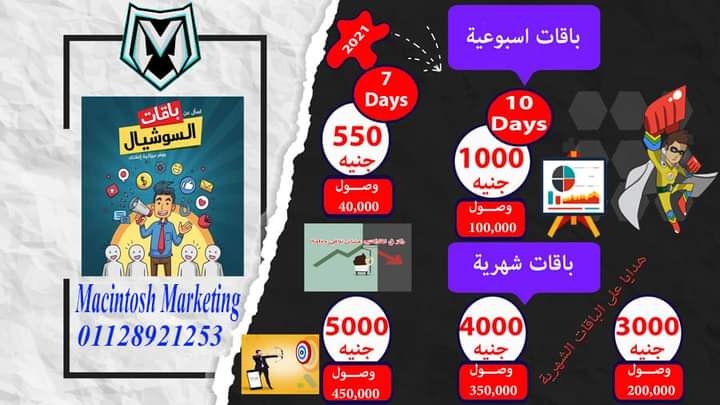 اسأل عن
باقات
السوشيال
Macintosh Marketing
01128921253
2021
باقات اسبوعية
7
Days
550
جنيه
وصول
40,000
10
Days
1000
جنيه
وصول
100,000
باقات شهرية
هدايا على الباقات الشهرية
5000
جنيه
وصول
450,000
4000
جنيه
وصول
350,000
3000
جنيه
وصول
200,000